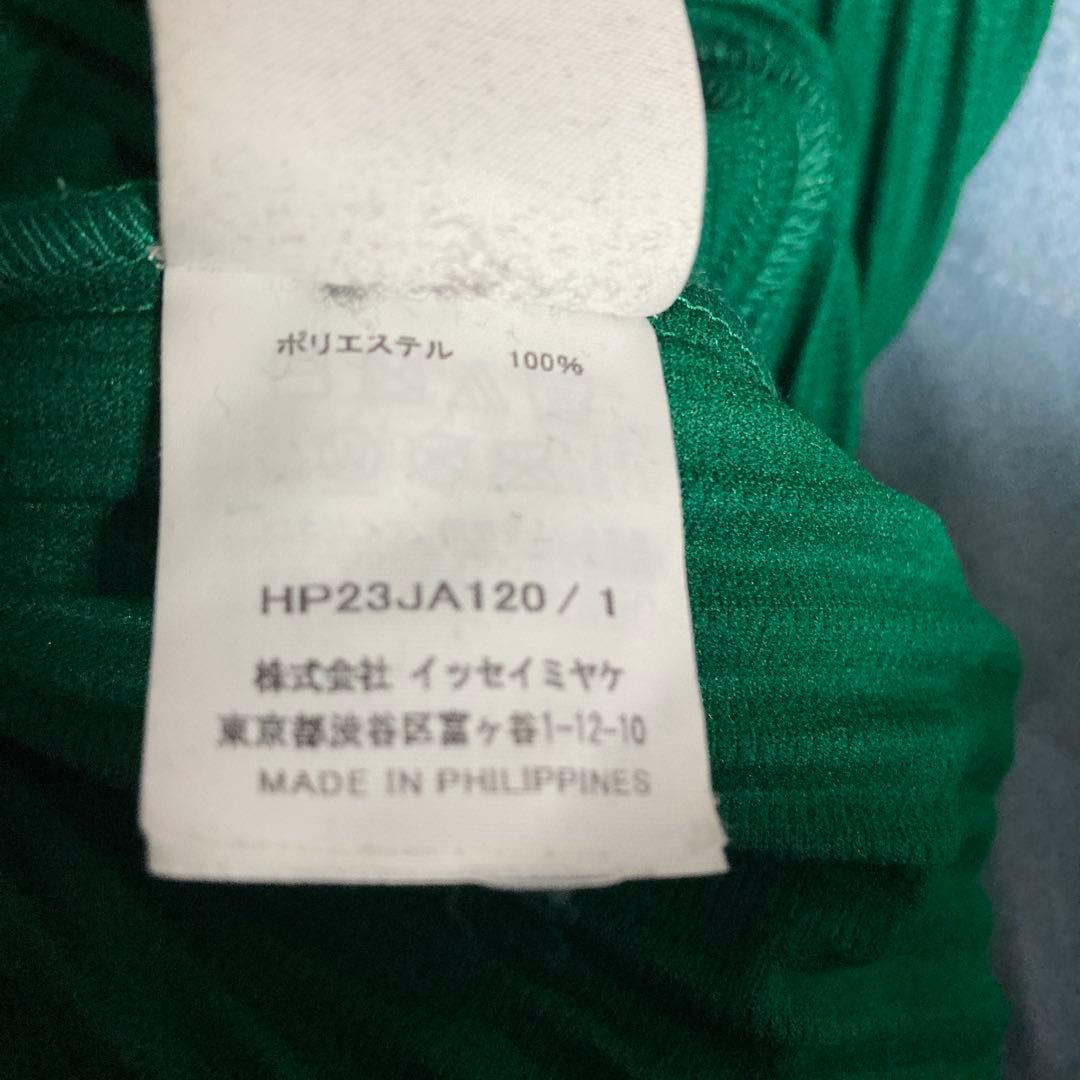 ポリエステル 100%
HP23JA120 / 1
株式会社 イッセイミヤケ
東京都渋谷区富ヶ谷1-12-10
MADE IN PHILIPPINES